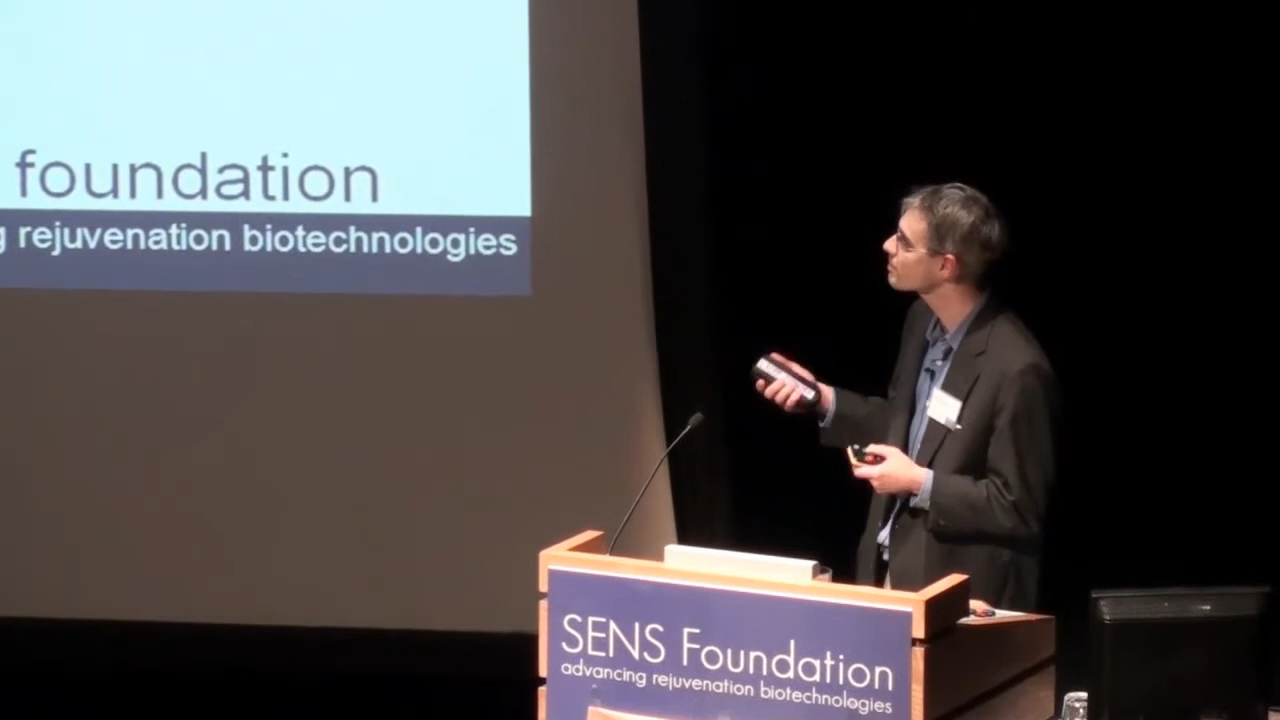 foundation
rejuvenation biotechnologies
SENS Foundation
advancing rejuvenation biotechnologies